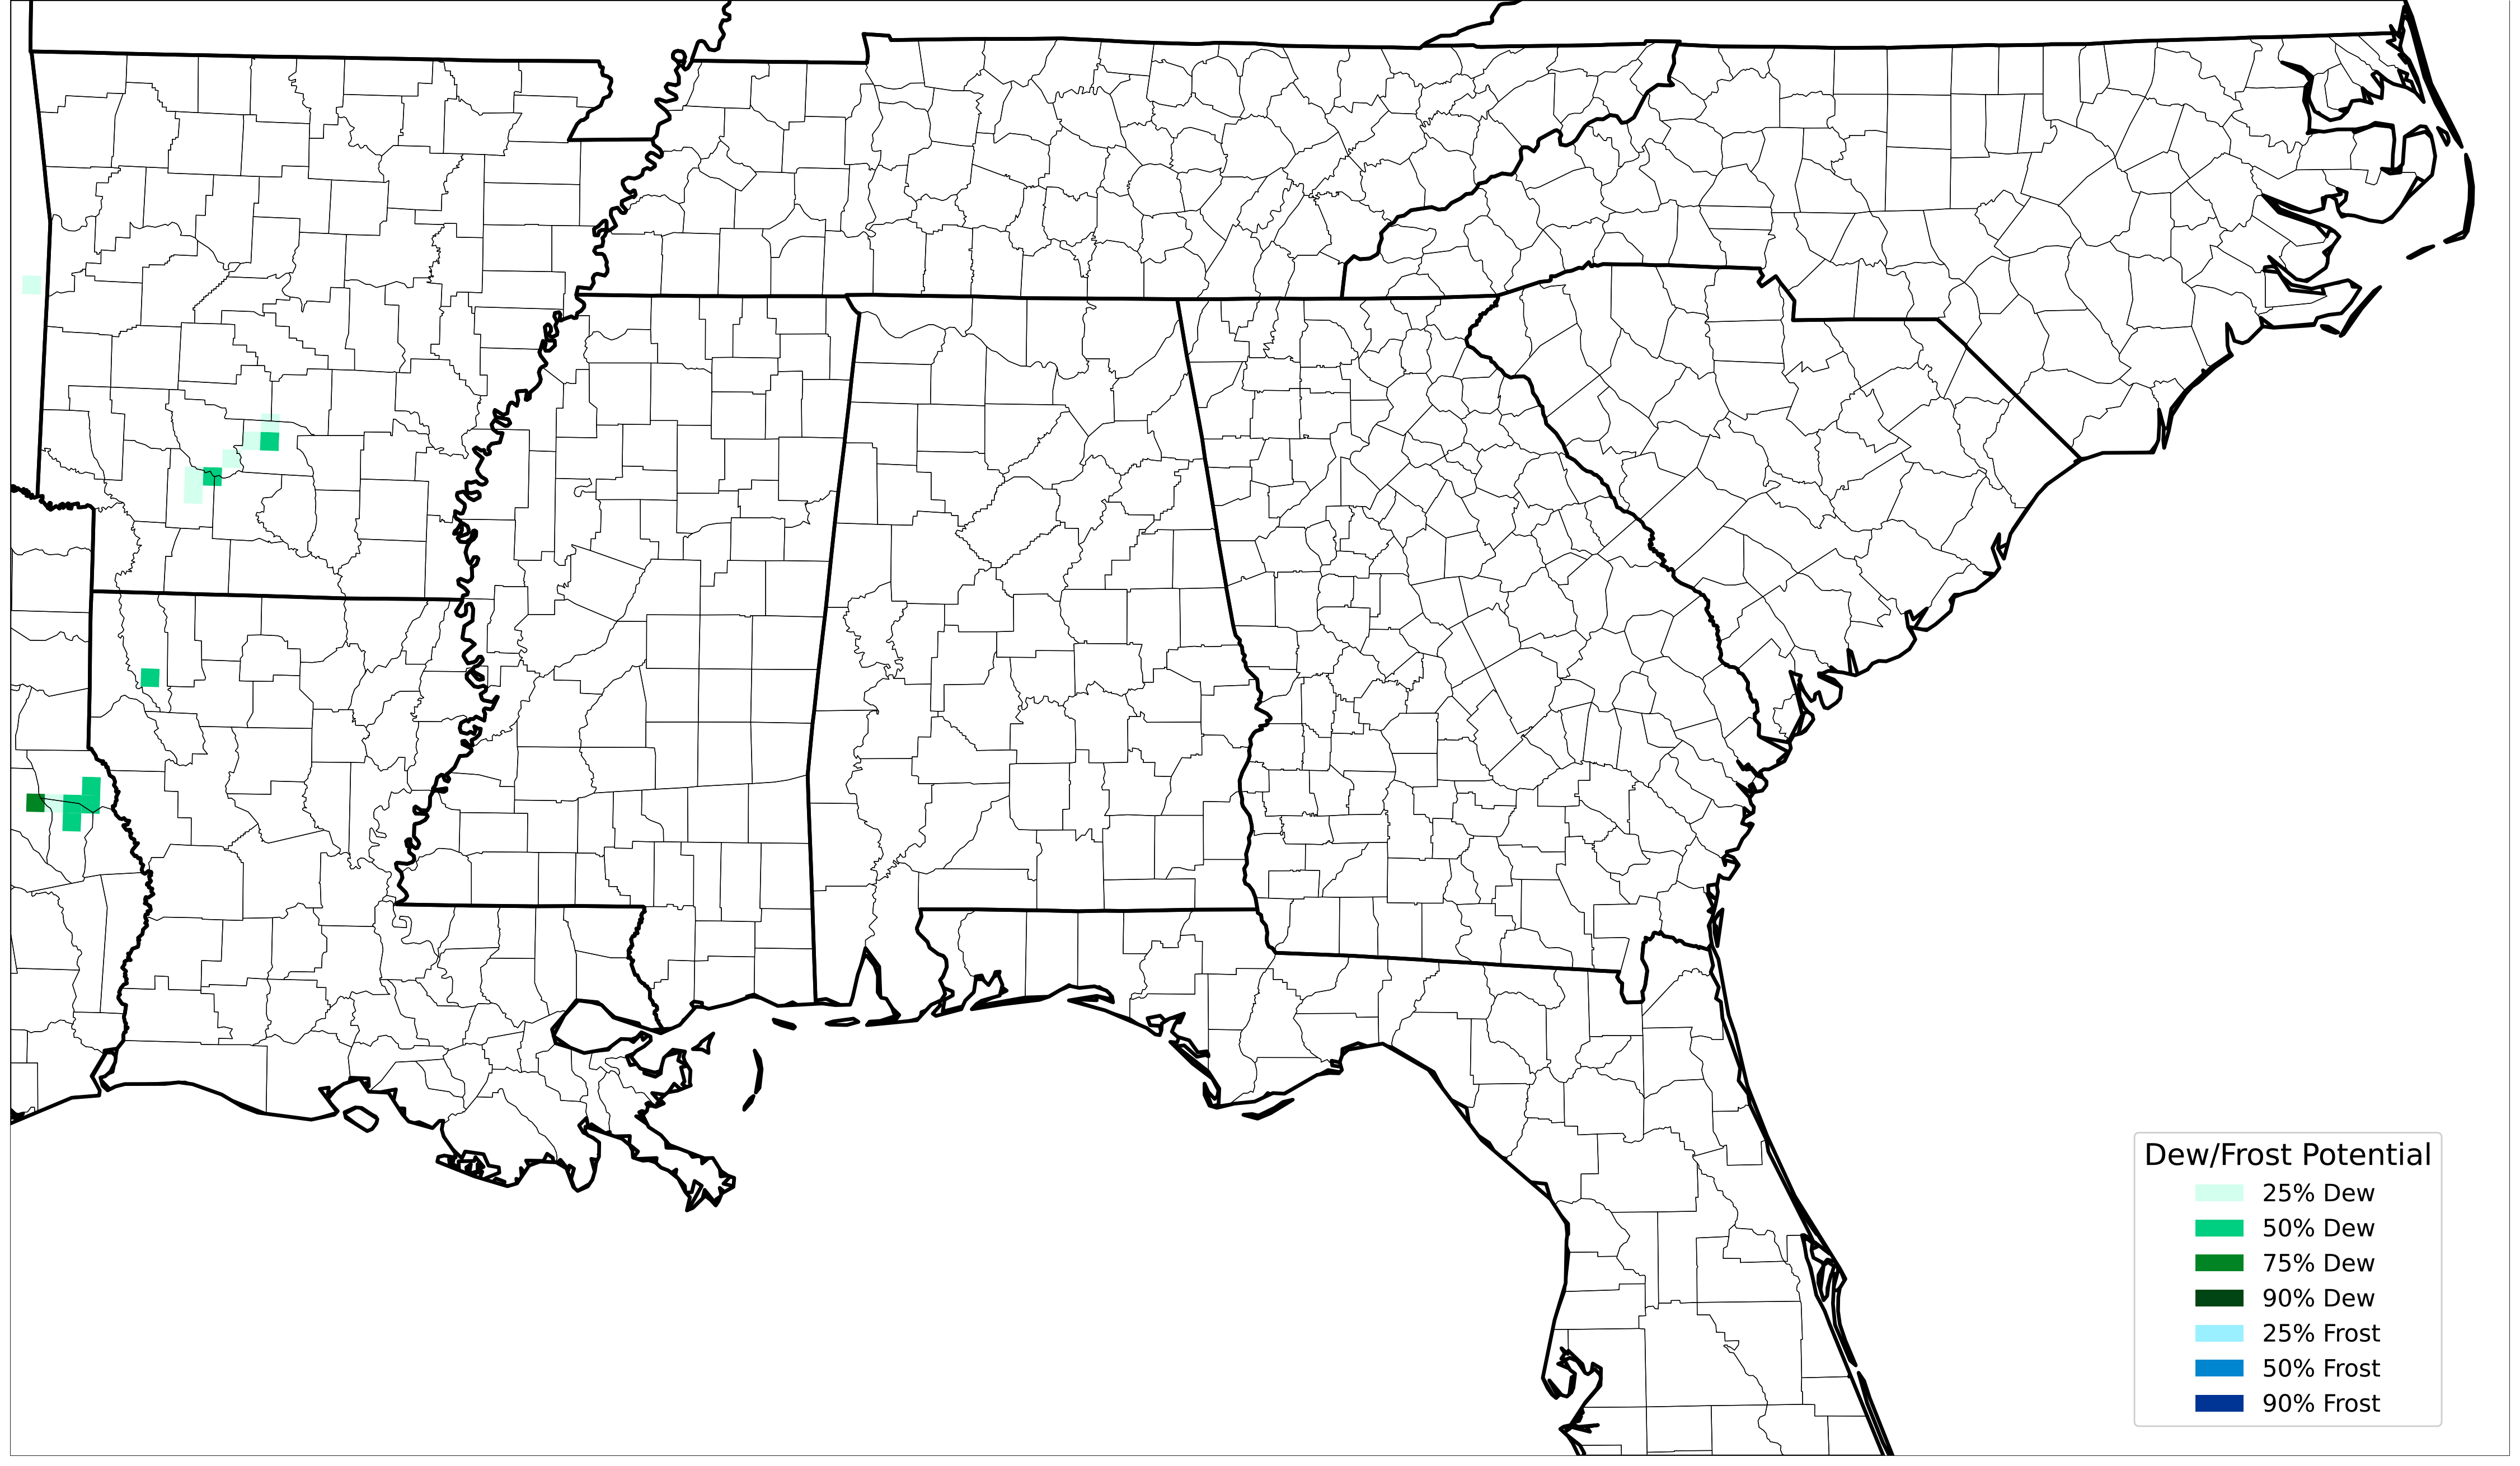 Dew/Frost Potential
25% Dew
50% Dew
75% Dew
90% Dew
25% Frost
50% Frost
90% Frost